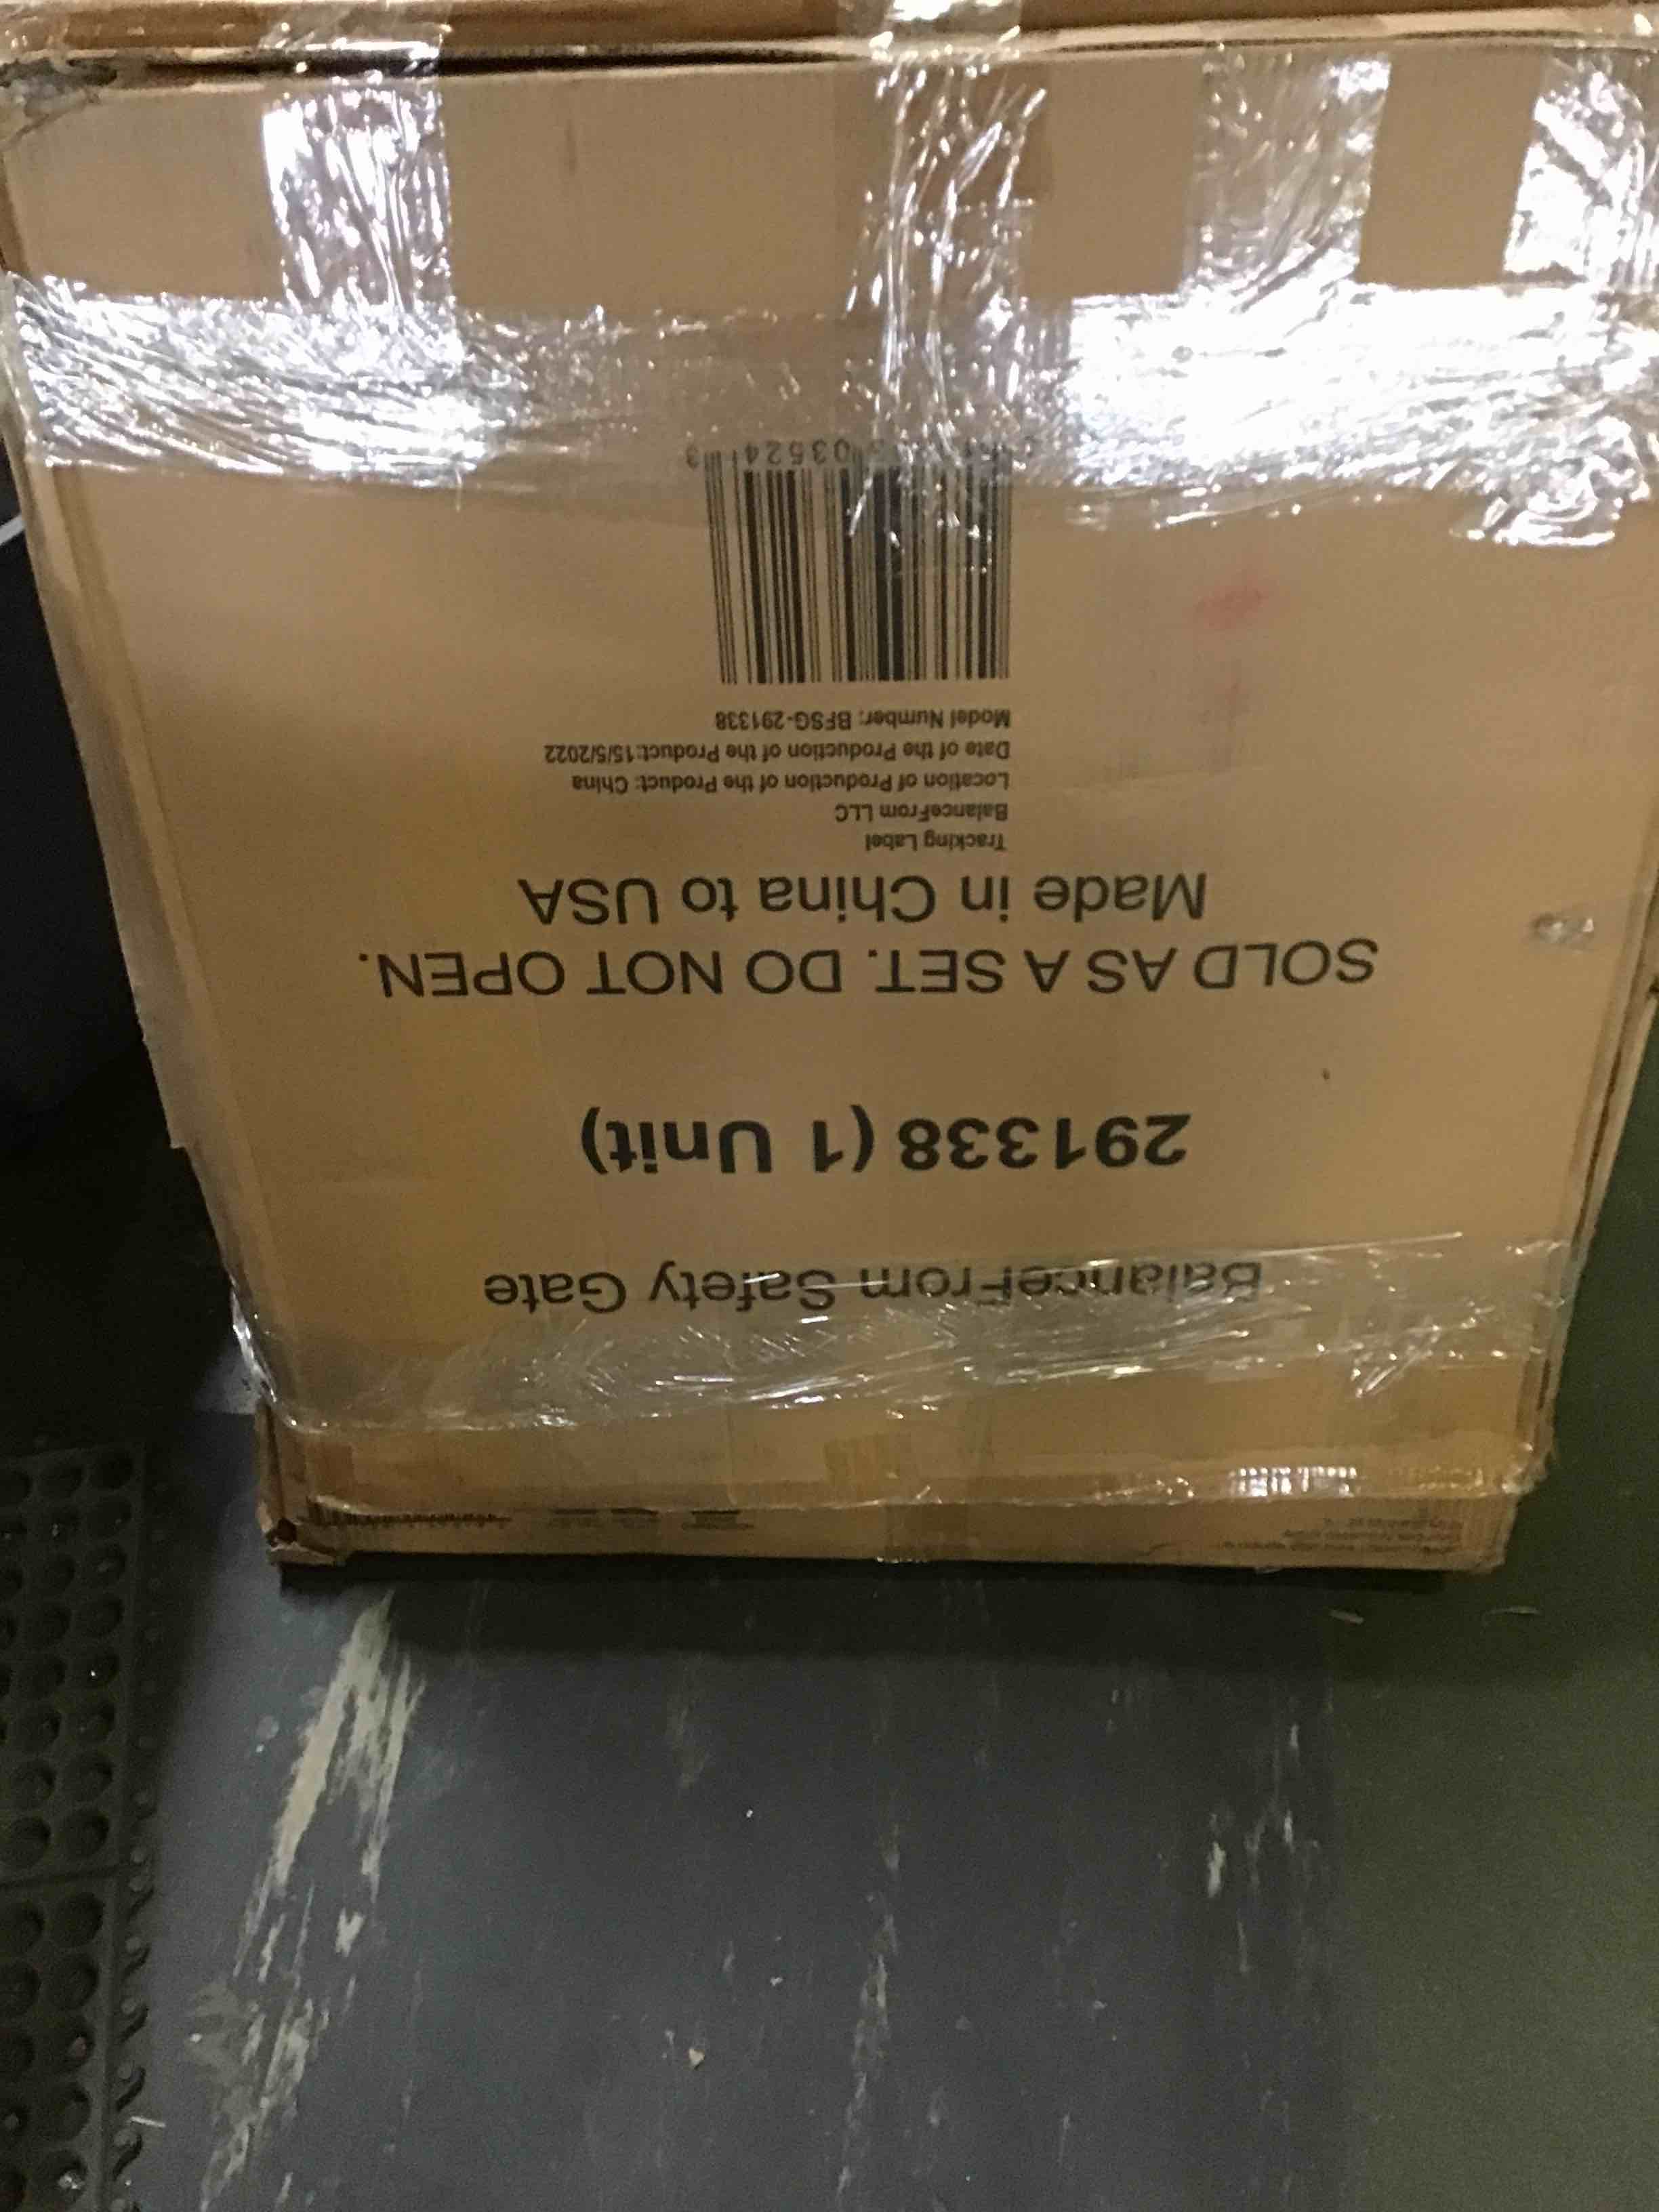 BalanceFrom Safety Gate
291338 (1 Unit)
SOLD AS A SET. DO NOT OPEN.
Made in China to USA
Tracking Label
BalanceFrom LLC
Location of Production of the Product: China
Date of the Production of the Product:15/5/2022
Model Number: BFSG-291338
03524 3